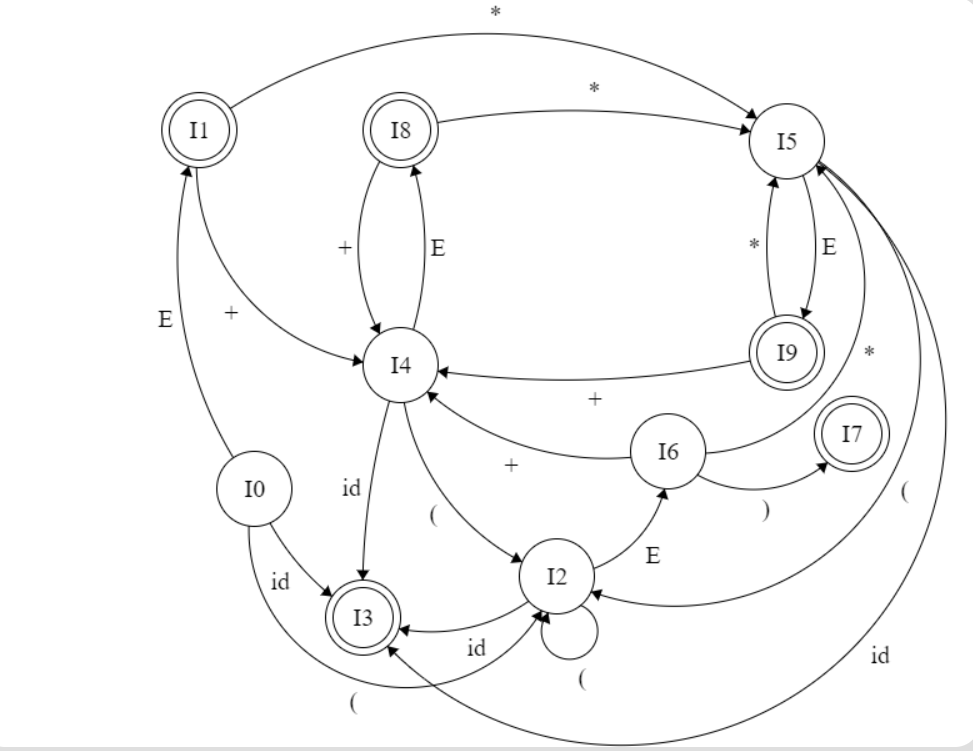 *
*
I1
I8
I5
+
E
*
E
E
+
I9
*
I4
+
I7
I6
+
I0
id
(
)
(
E
I2
id
I3
id
id
(
(